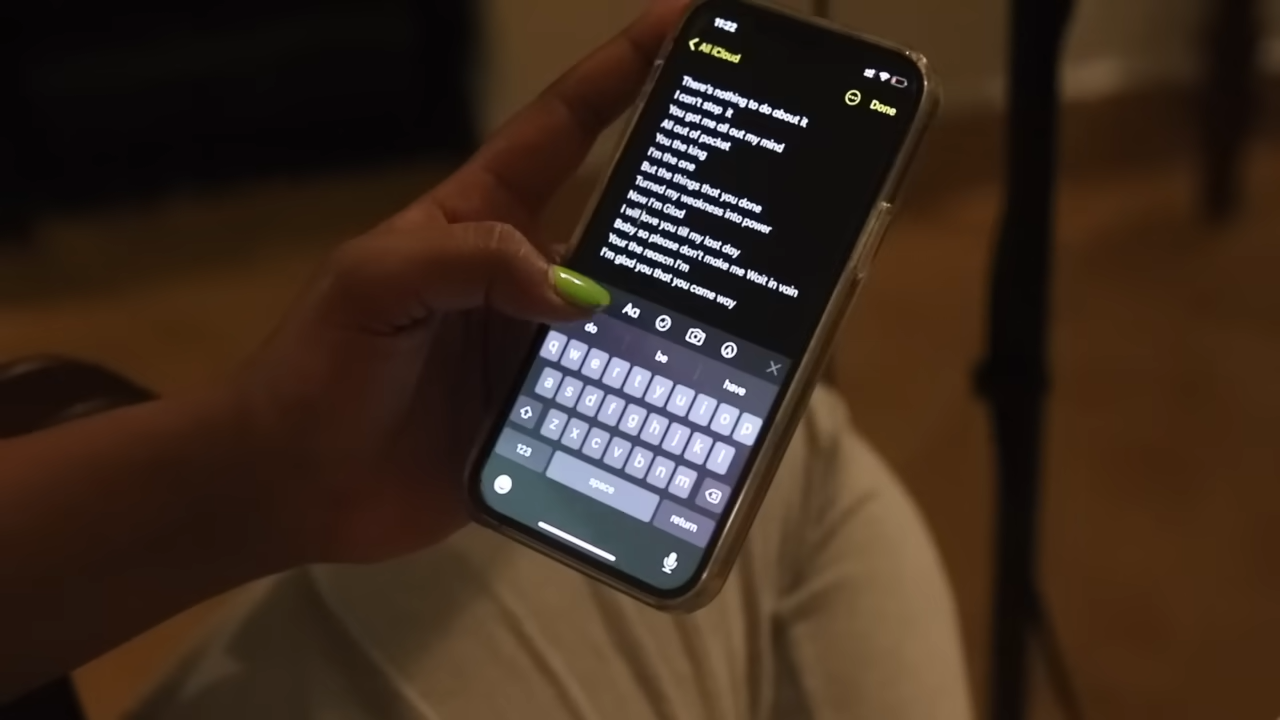 11:22
All iCloud
Done
There's nothing to do about it
I can't stop it
You got me all out my mind
All out of pocket
You the king
I'm the one
But the things that you done
Turned my weakness into power
Now I'm Glad
I will love you till my last day
Baby so please don't make me Wait in vain
Your the reason I'm
I'm glad you that you came way
Aa
do be have
q w e r t y u i o p
a s d f g h j k l
z x c v b n m
123 space return